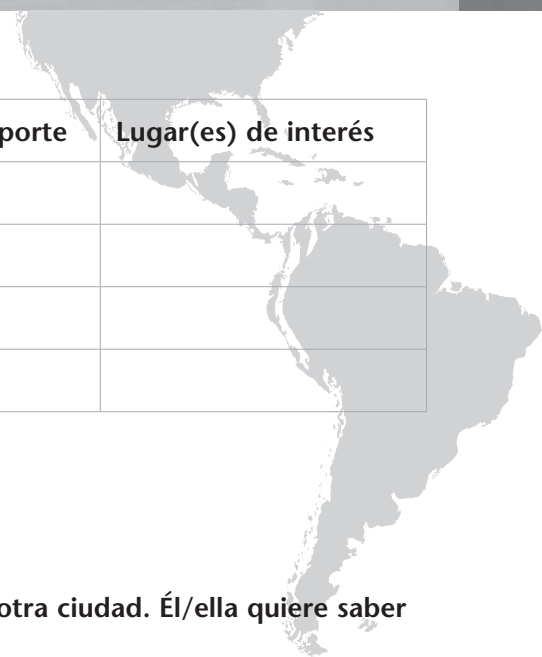 porte Lugar(es) de interés
otra ciudad. Él/ella quiere saber